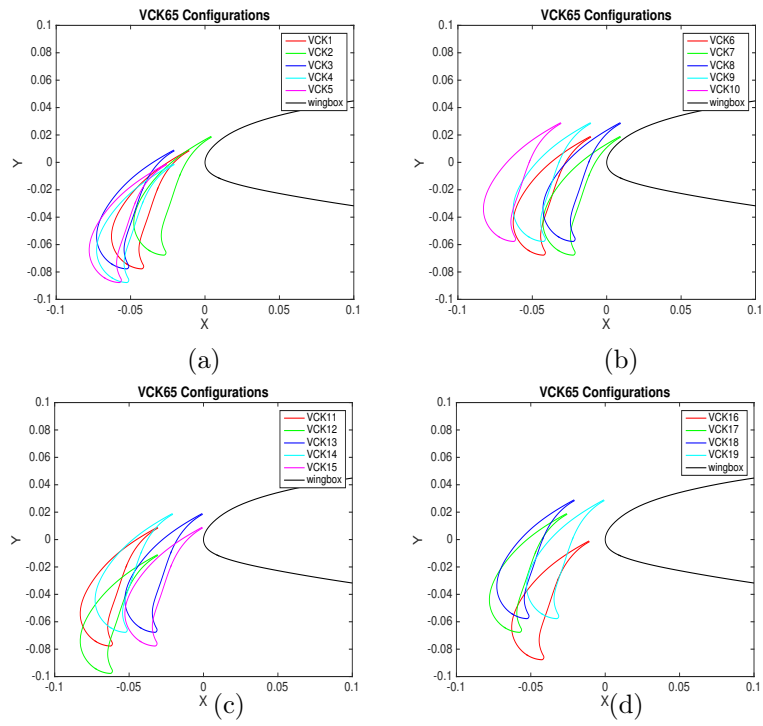 VCK65 Configurations
0.1
0.08
0.06
0.04
0.02
0
-0.02
-0.04
-0.06
-0.08
-0.1
Y
VCK1
VCK2
VCK3
VCK4
VCK5
wingbox
-0.1
-0.05
0
0.05
0.1
X
(a)
VCK65 Configurations
0.1
0.08
0.06
0.04
0.02
0
-0.02
-0.04
-0.06
-0.08
-0.1
Y
VCK6
VCK7
VCK8
VCK9
VCK10
wingbox
-0.1
-0.05
0
0.05
0.1
X
(b)
VCK65 Configurations
0.1
0.08
0.06
0.04
0.02
0
-0.02
-0.04
-0.06
-0.08
-0.1
Y
VCK11
VCK12
VCK13
VCK14
VCK15
wingbox
-0.1
-0.05
0
0.05
0.1
X
(c)
VCK65 Configurations
0.1
0.08
0.06
0.04
0.02
0
-0.02
-0.04
-0.06
-0.08
-0.1
Y
VCK16
VCK17
VCK18
VCK19
wingbox
-0.1
-0.05
0
0.05
0.1
X
(d)